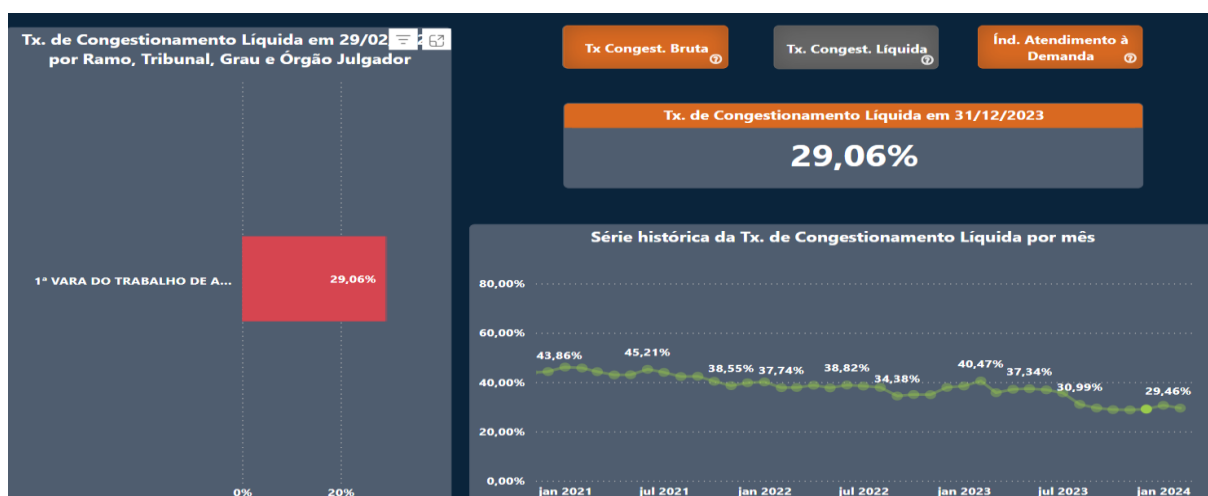 Tx. de Congestionamento Líquida em 29/02
por Ramo, Tribunal, Grau e Órgão Julgador
1ª VARA DO TRABALHO DE A...
29,06%
0%
20%
Tx Congest. Bruta
Tx. Congest. Líquida
Índ. Atendimento à
Demanda
Tx. de Congestionamento Líquida em 31/12/2023
29,06%
Série histórica da Tx. de Congestionamento Líquida por mês
80,00%
60,00%
40,00%
20,00%
0,00%
43,86%
45,21%
38,55%
37,74%
38,82%
34,38%
40,47%
37,34%
30,99%
29,46%
jan 2021
jul 2021
jan 2022
jul 2022
jan 2023
jul 2023
jan 2024